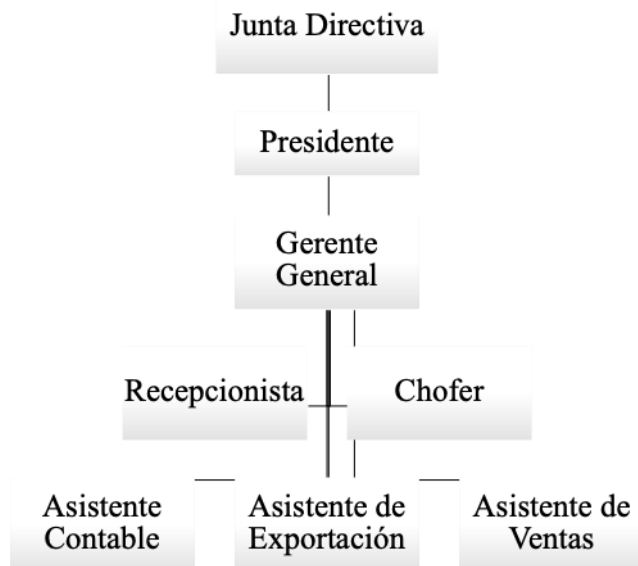 Junta Directiva
Presidente
Gerente
General
Recepcionista
Chofer
Asistente
Contable
Asistente de
Exportación
Asistente de
Ventas